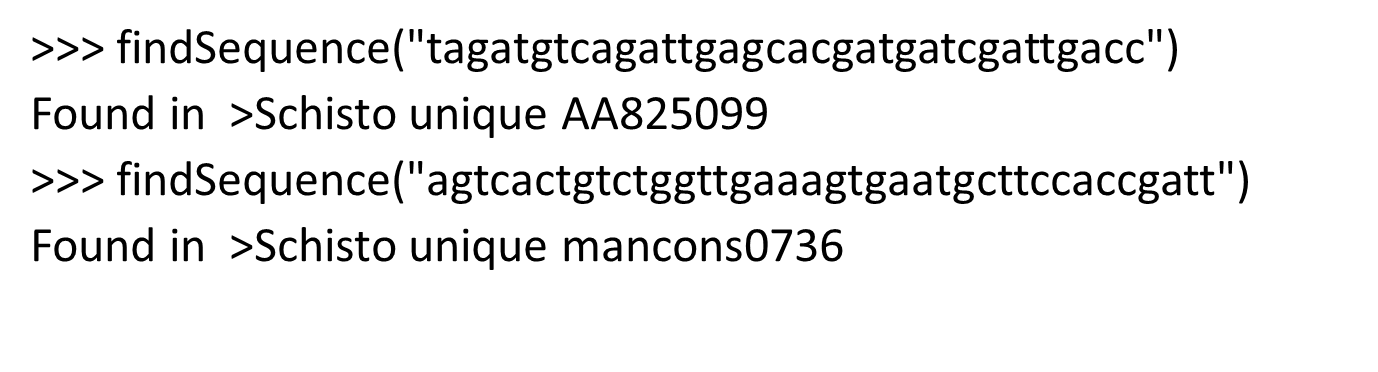 >>> findSequence("tagatgtcagattgagcacgatgatcgattgacc")
Found in  >Schisto unique AA825099
>>> findSequence("agtcactgtctggttgaaagtgaatgcttccaccgatt")
Found in  >Schisto unique mancons0736